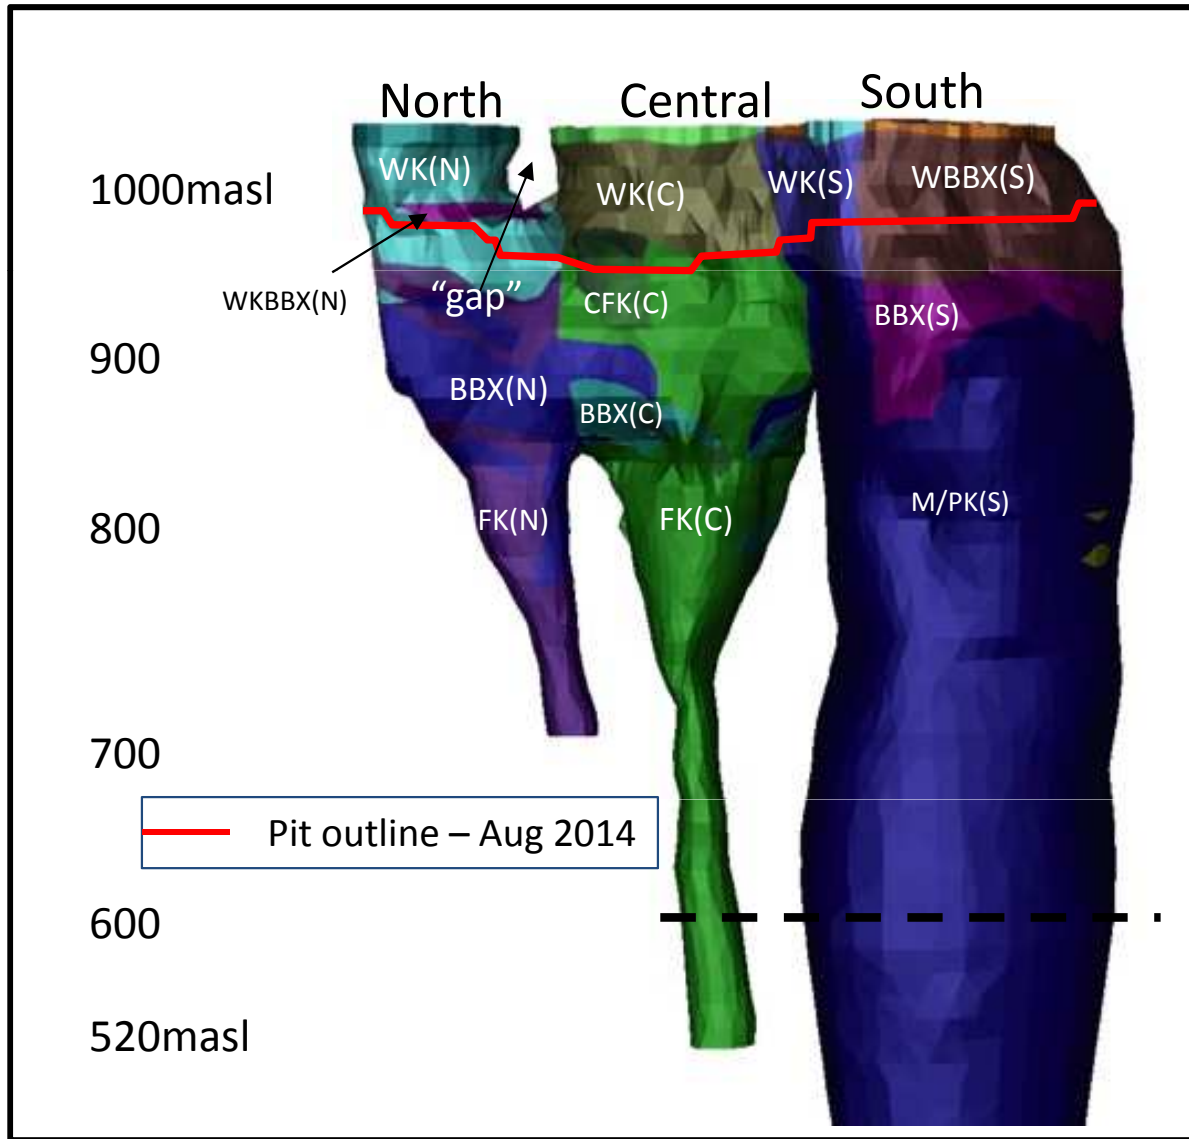 North
Central
South
1000masl
WK(N)
WK(C)
WK(S)
WBBX(S)
WKBBX(N)
“gap”
CFK(C)
BBX(S)
900
BBX(N)
BBX(C)
800
FK(N)
FK(C)
M/PK(S)
700
Pit outline – Aug 2014
600
520masl